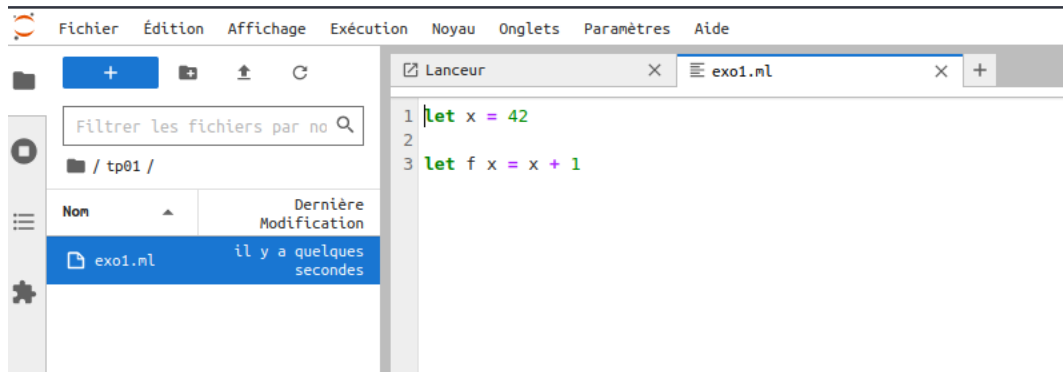 Fichier Édition Affichage Exécution Noyau Onglets Paramètres Aide
+
Filtrer les fichiers par no
/ tp01 /
Nom
Dernière
Modification
exo1.ml
il y a quelques
secondes
Lanceur
exo1.ml
1 let x = 42
2
3 let f x = x + 1